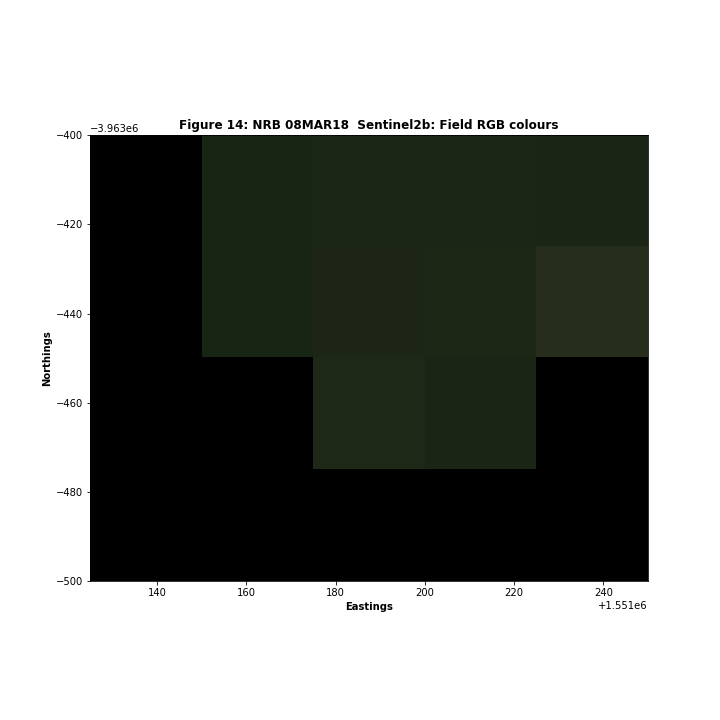 Figure 14: NRB 08MAR18  Sentinel2b: Field RGB colours
−3.963e6
−400
−420
−440
−460
−480
−500
Northings
140 160 180 200 220 240
Eastings
+1.551e6